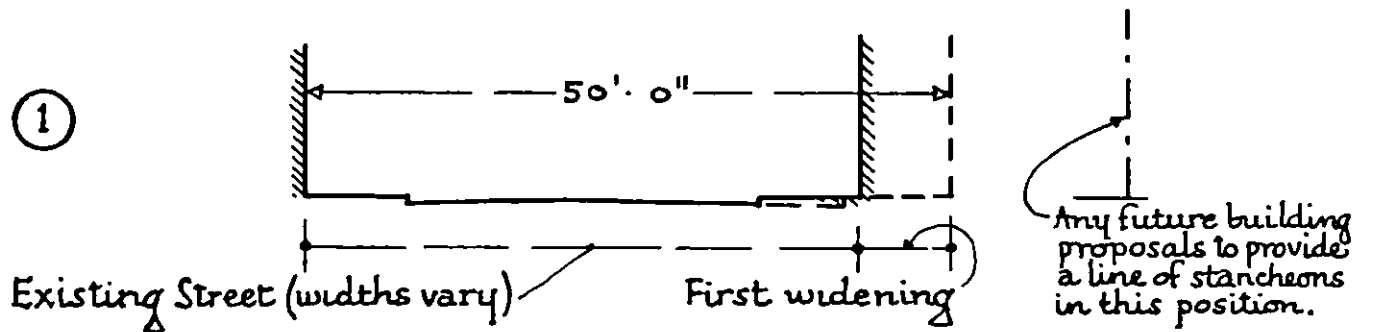 50'. 0"
1
Any future building
proposals to provide
a line of stancheons
in this position.
Existing Street (widths vary)
First widening